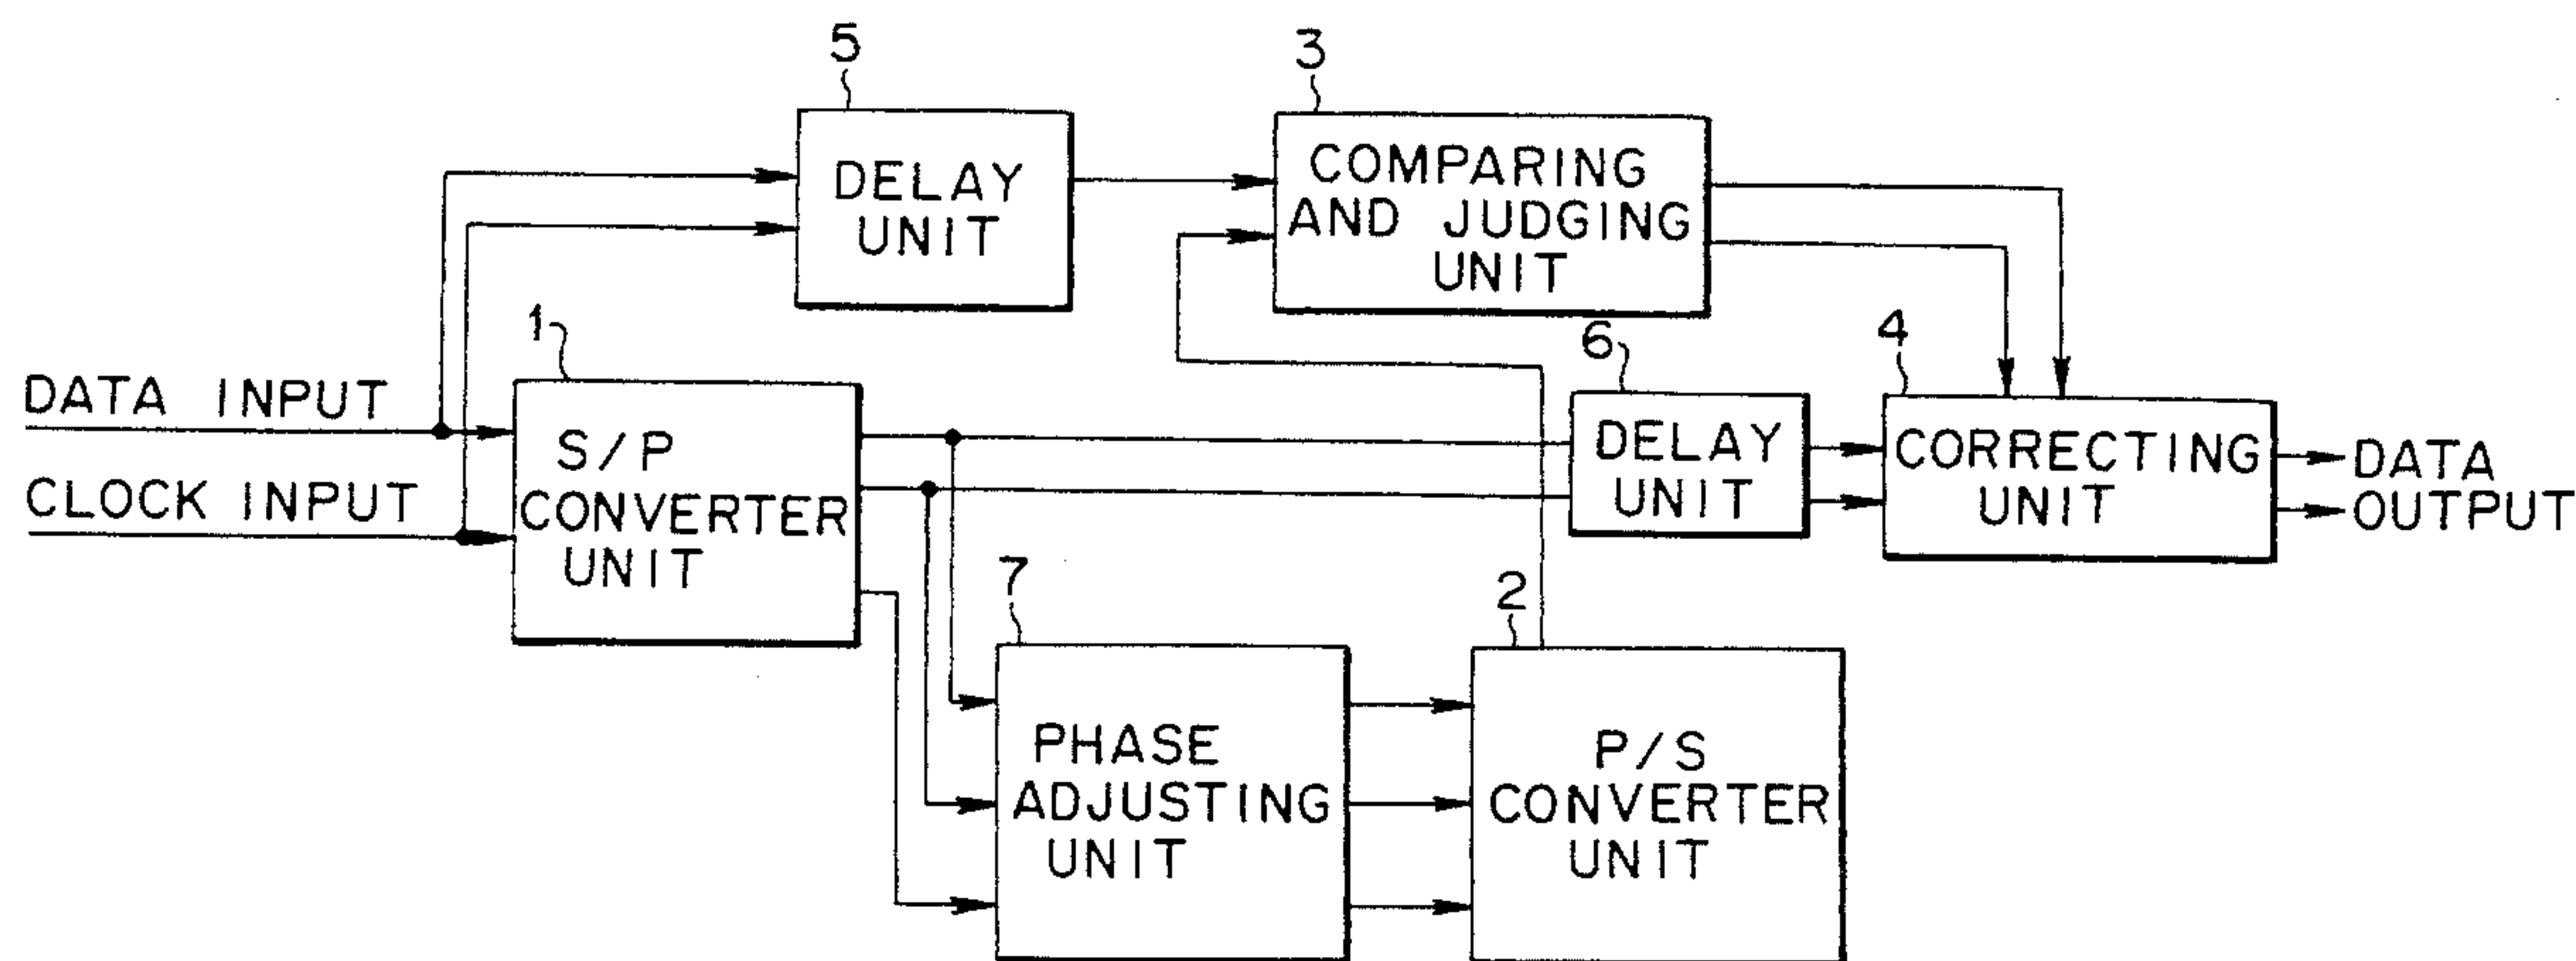 5
DELAY
UNIT
3
COMPARING
AND JUDGING
UNIT
DATA INPUT
CLOCK INPUT
1
S/P
CONVERTER
UNIT
6
DELAY
UNIT
4
CORRECTING
UNIT
DATA
OUTPUT
7
PHASE
ADJUSTING
UNIT
2
P/S
CONVERTER
UNIT